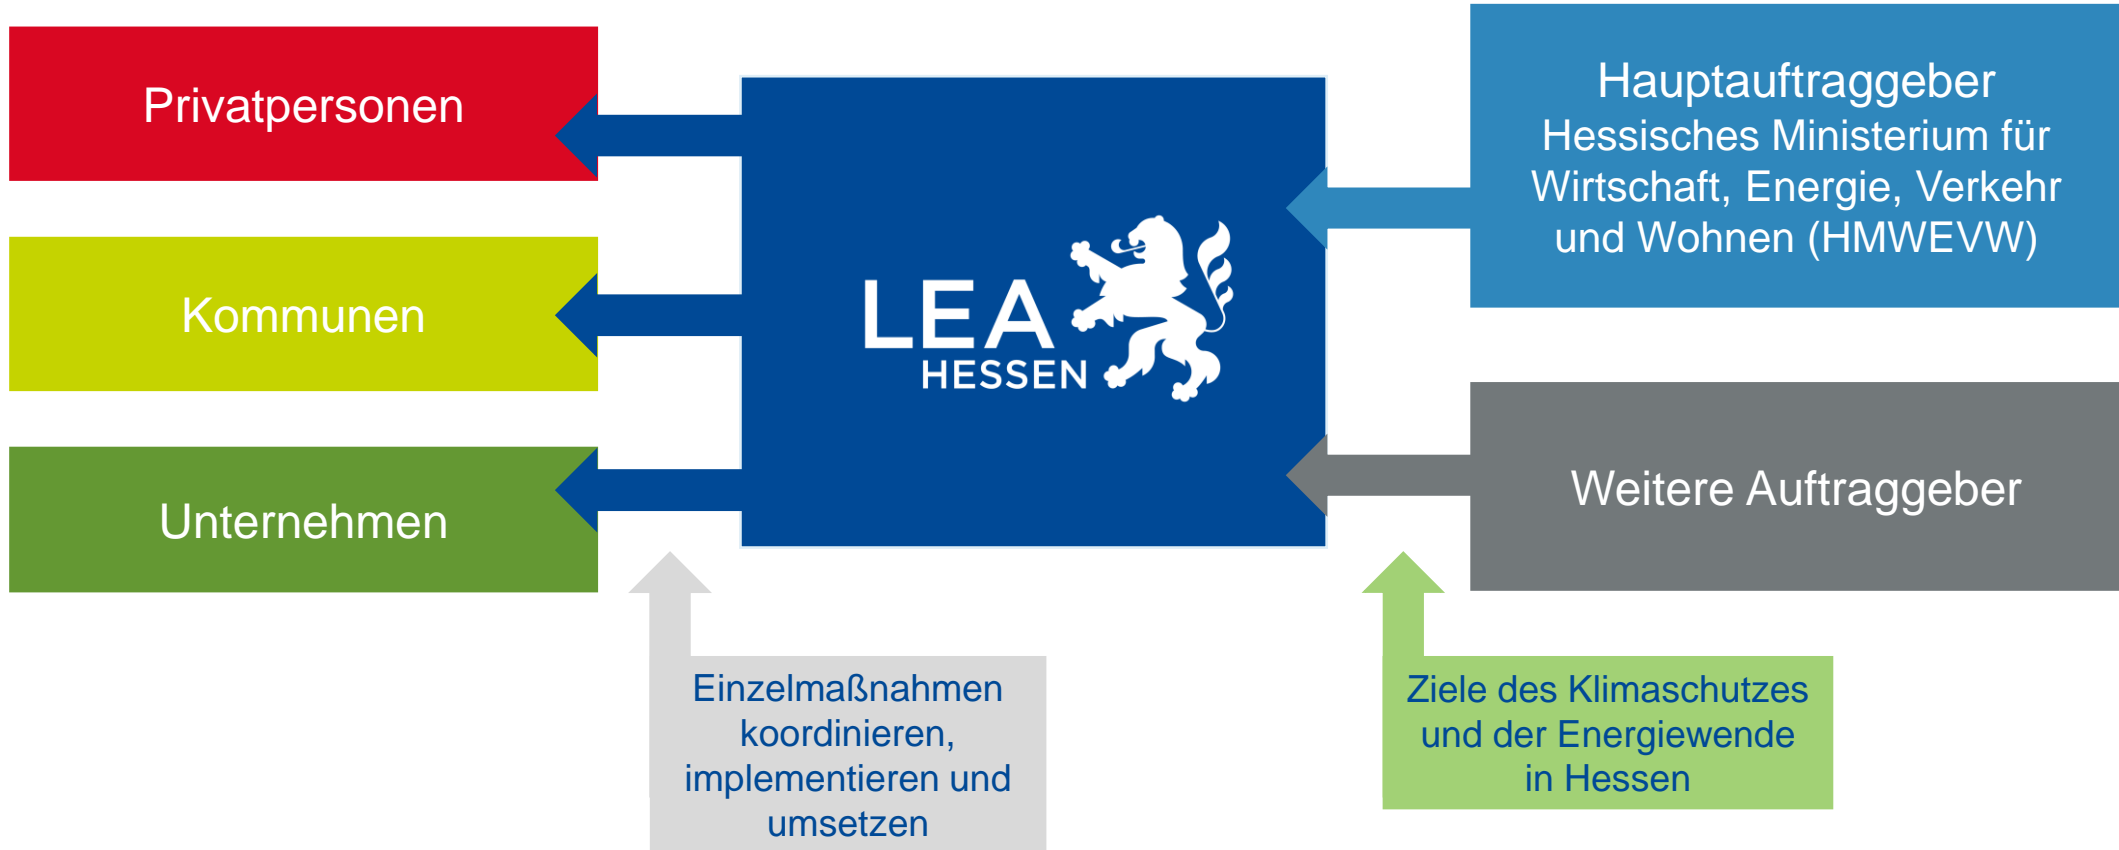 Privatpersonen
Kommunen
Unternehmen
LEA
HESSEN
Hauptauftraggeber
Hessisches Ministerium für
Wirtschaft, Energie, Verkehr
und Wohnen (HMWEVW)
Weitere Auftraggeber
Einzelmaßnahmen
koordinieren,
implementieren und
umsetzen
Ziele des Klimaschutzes
und der Energiewende
in Hessen